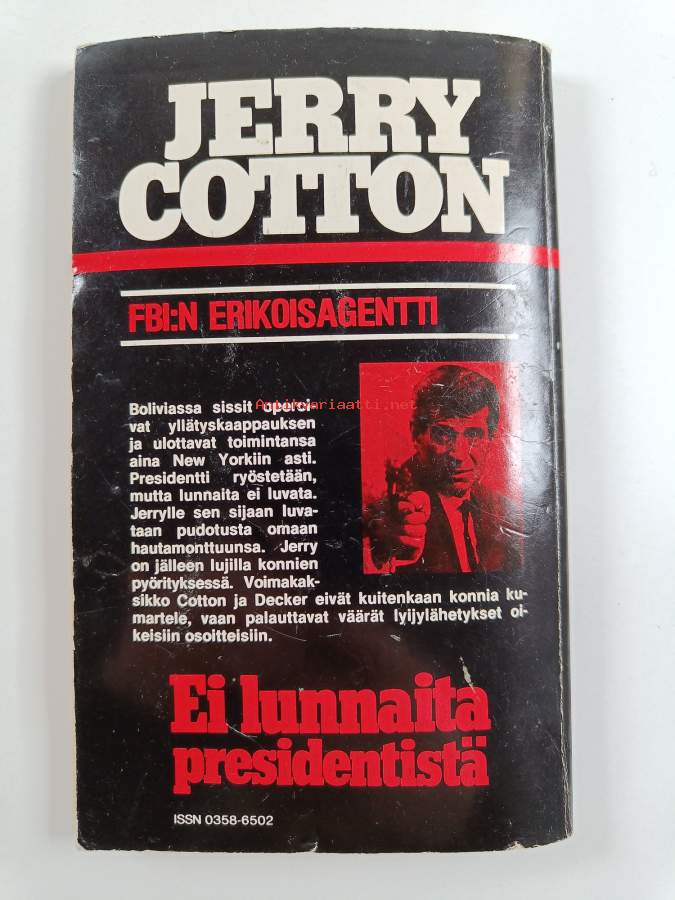 JERRY
COTTON
FBI:N ERIKOISAGENTTI
Antikvariaatti.net
Boliviassa sissit operoi-
vat yllätyskaappauksen
ja ulottavat toimintansa
aina New Yorkiin asti.
Presidentti ryöstetään,
mutta lunnaita ei luvata.
Jerrylle sen sijaan luva-
taan pudotusta omaan
hautamonttuunsa. Jerry
on jälleen lujilla konnien
pyörityksessä. Voimakak-
sikko Cotton ja Decker eivät kuitenkaan konnia ku-
martele, vaan palauttavat väärät lyijylähetykset oi-
keisiin osoitteisiin.
Ei lunnaita
presidentistä
ISSN 0358-6502